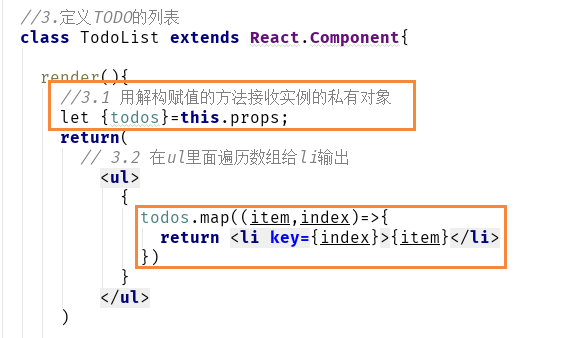 //3.定义TODO的列表
class TodoList extends React.Component{
render(){
//3.1 用解构赋值的方法接收实例的私有对象
let {todos}=this.props;
return(
// 3.2 在ul里面遍历数组给li输出
<ul>
{
todos.map((item,index)=>{
return <li key={index}>{item}</li>
})
}
</ul>
)